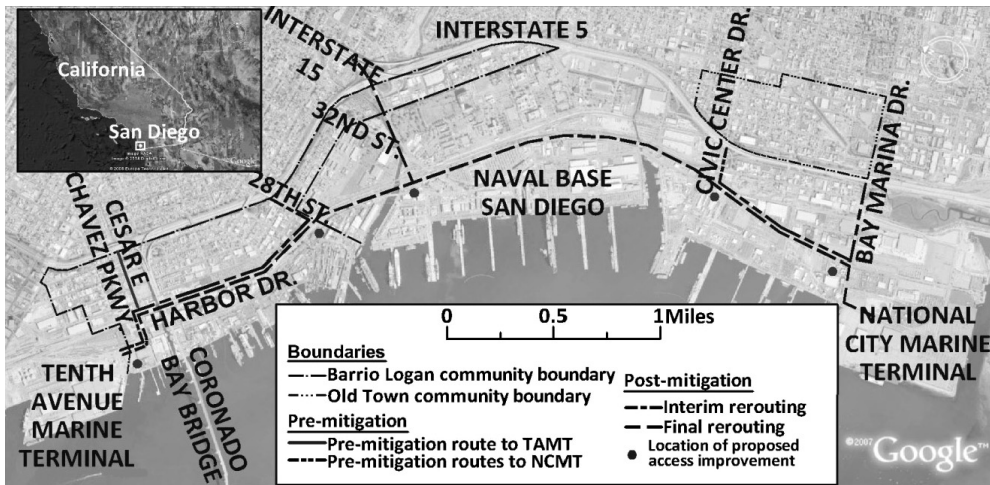 California
San Diego
INTERSTATE
15
INTERSTATE 5
32ND ST.
28TH ST.
CIVIC CENTER DR.
BAY MARINA DR.
NAVAL BASE
SAN DIEGO
CESAR E
CHAVEZ PKWY
HARBOR DR.
TENTH
AVENUE
MARINE
TERMINAL
CORONADO
BAY BRIDGE
NATIONAL
CITY MARINE
TERMINAL
0 0.5 1 Miles
Boundaries
Barrio Logan community boundary
Old Town community boundary
Pre-mitigation
Pre-mitigation route to TAMT
Pre-mitigation routes to NCMT
Post-mitigation
Interim rerouting
Final rerouting
Location of proposed
access improvement
©2007 Google™